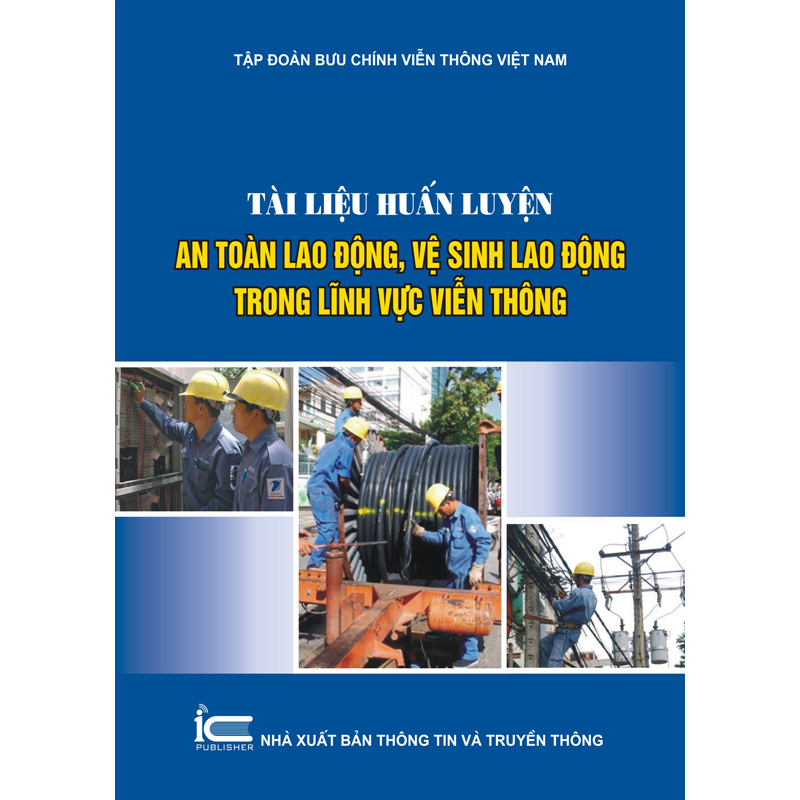 TẬP ĐOÀN BƯU CHÍNH VIỄN THÔNG VIỆT NAM
TÀI LIỆU HUẤN LUYỆN
AN TOÀN LAO ĐỘNG, VỆ SINH LAO ĐỘNG
TRONG LĨNH VỰC VIỄN THÔNG
ic
PUBLISHER
NHÀ XUẤT BẢN THÔNG TIN VÀ TRUYỀN THÔNG